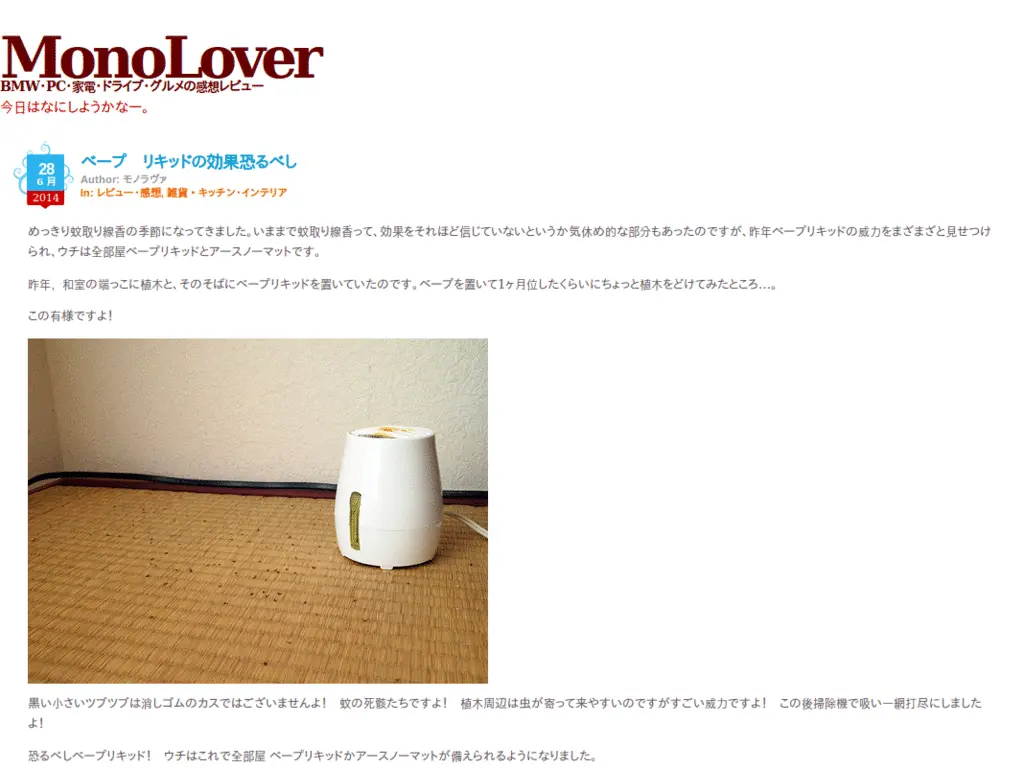 MonoLover
BMW・PC・家電・ドライブ・グルメの感想レビュー
今日はなにしようかなー。
28
6 月
2014
ベープ　リキッドの効果恐るべし
Author: モノラヴァ
In: レビュー・感想, 雑貨・キッチン・インテリア
めっきり蚊取り線香の季節になってきました。いままで蚊取り線香って、効果をそれほど信じていないというか気休め的な部分もあったのですが、昨年ベープリキッドの威力をまざまざと見せつけ
られ、ウチは全部屋ベープリキッドとアースノーマットです。
昨年，和室の端っこに植木と、そのそばにベープリキッドを置いていたのです。ベープを置いて1ヶ月位したくらいにちょっと植木をどけてみたところ…。
この有様ですよ！
黒い小さいツブツブは消しゴムのカスではございませんよ！　蚊の死骸たちですよ！　植木周辺は虫が寄って来やすいのですがすごい威力ですよ！　この後掃除機で吸い一網打尽にしました
よ！
恐るべしベープリキッド！　ウチはこれで全部屋 ベープリキッドかアースノーマットが備えられるようになりました。